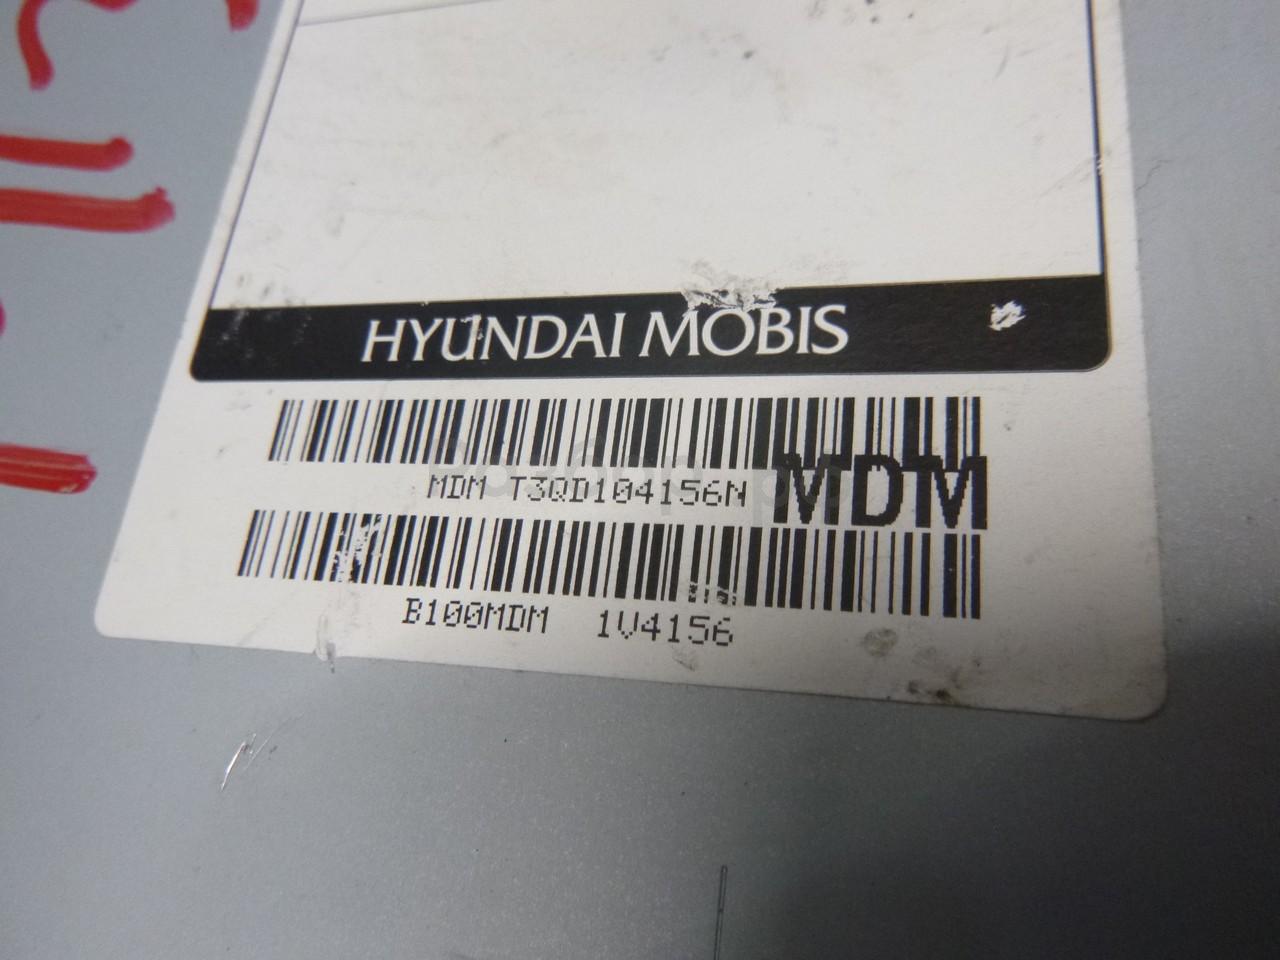 HYUNDAI MOBIS
MDM T3QD104156N
MDM
B100MDM 1V4156